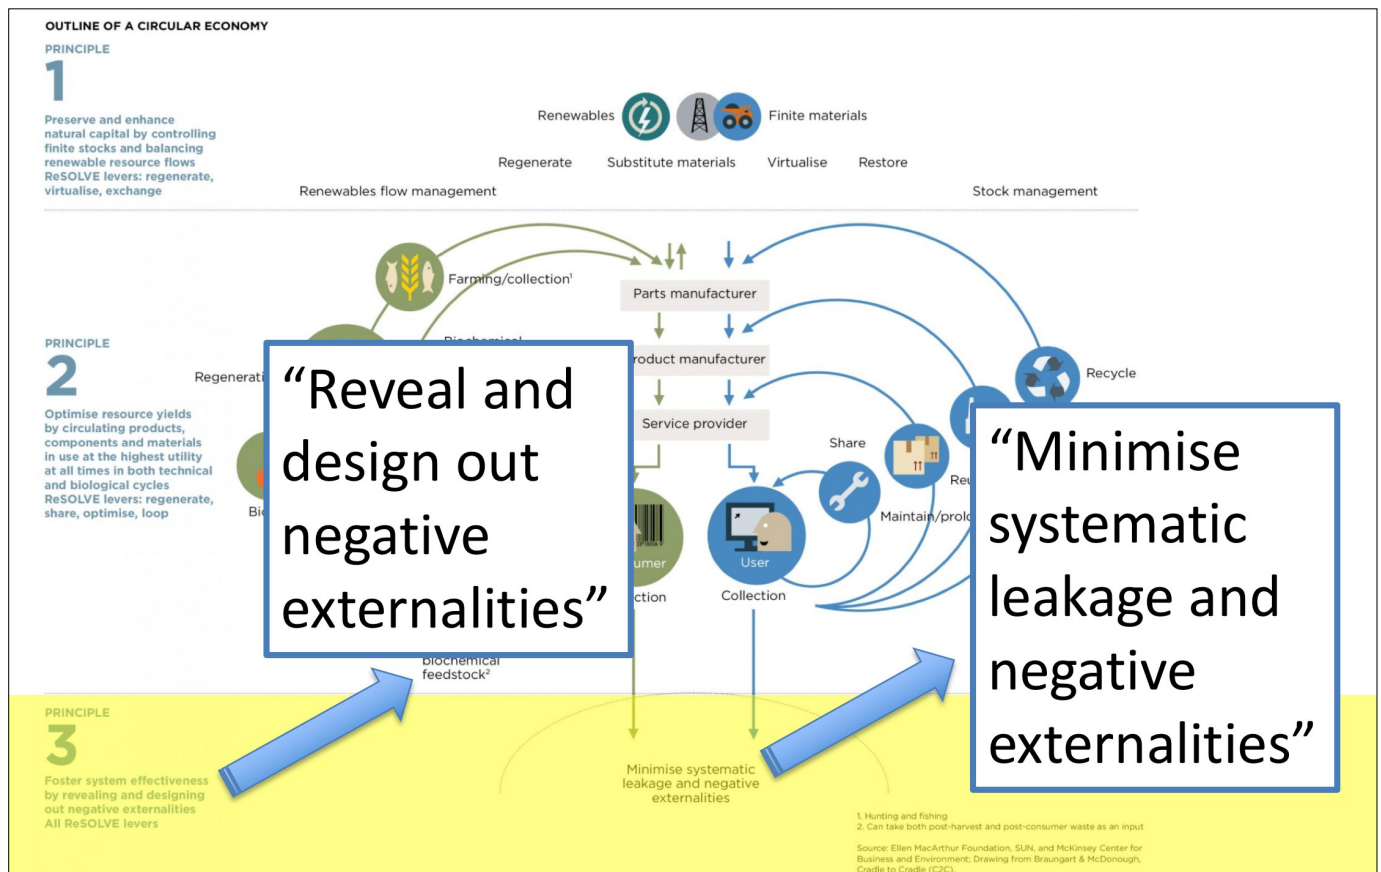 OUTLINE OF A CIRCULAR ECONOMY
PRINCIPLE
1
Preserve and enhance
natural capital by controlling
finite stocks and balancing
renewable resource flows
ReSOLVE levers: regenerate,
virtualise, exchange
Renewables
Finite materials
Regenerate
Substitute materials
Virtualise
Restore
Renewables flow management
Stock management
PRINCIPLE
2
Optimise resource yields
by circulating products,
components and materials
in use at the highest utility
at all times in both technical
and biological cycles
ReSOLVE levers: regenerate,
share, optimise, loop
Farming/collection¹
Parts manufacturer
Service provider
Share
Recycle
User
Collection
biochemical
feedstock²
“Reveal and
design out
negative
externalities”
“Minimise
systematic
leakage and
negative
externalities”
PRINCIPLE
3
Foster system effectiveness
by revealing and designing
out negative externalities
All ReSOLVE levers
Minimise systematic
leakage and negative
externalities
1. Hunting and fishing
2. Can take both post-harvest and post-consumer waste as an input
Source: Ellen MacArthur Foundation, SUN, and McKinsey Center for
Business and Environment; Drawing from Braungart & McDonough,
Cradle to Cradle (C2C).